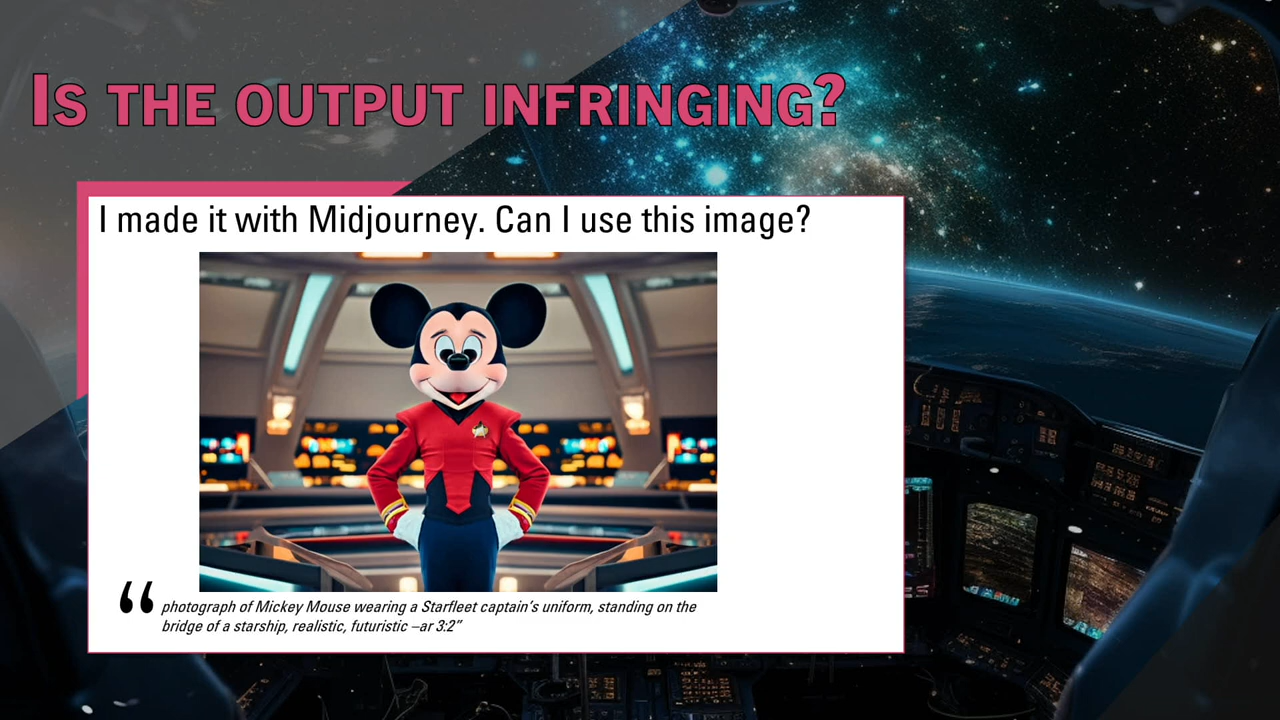 IS THE OUTPUT INFRINGING?
I made it with Midjourney. Can I use this image?
“ photograph of Mickey Mouse wearing a Starfleet captain’s uniform, standing on the
bridge of a starship, realistic, futuristic –ar 3:2”